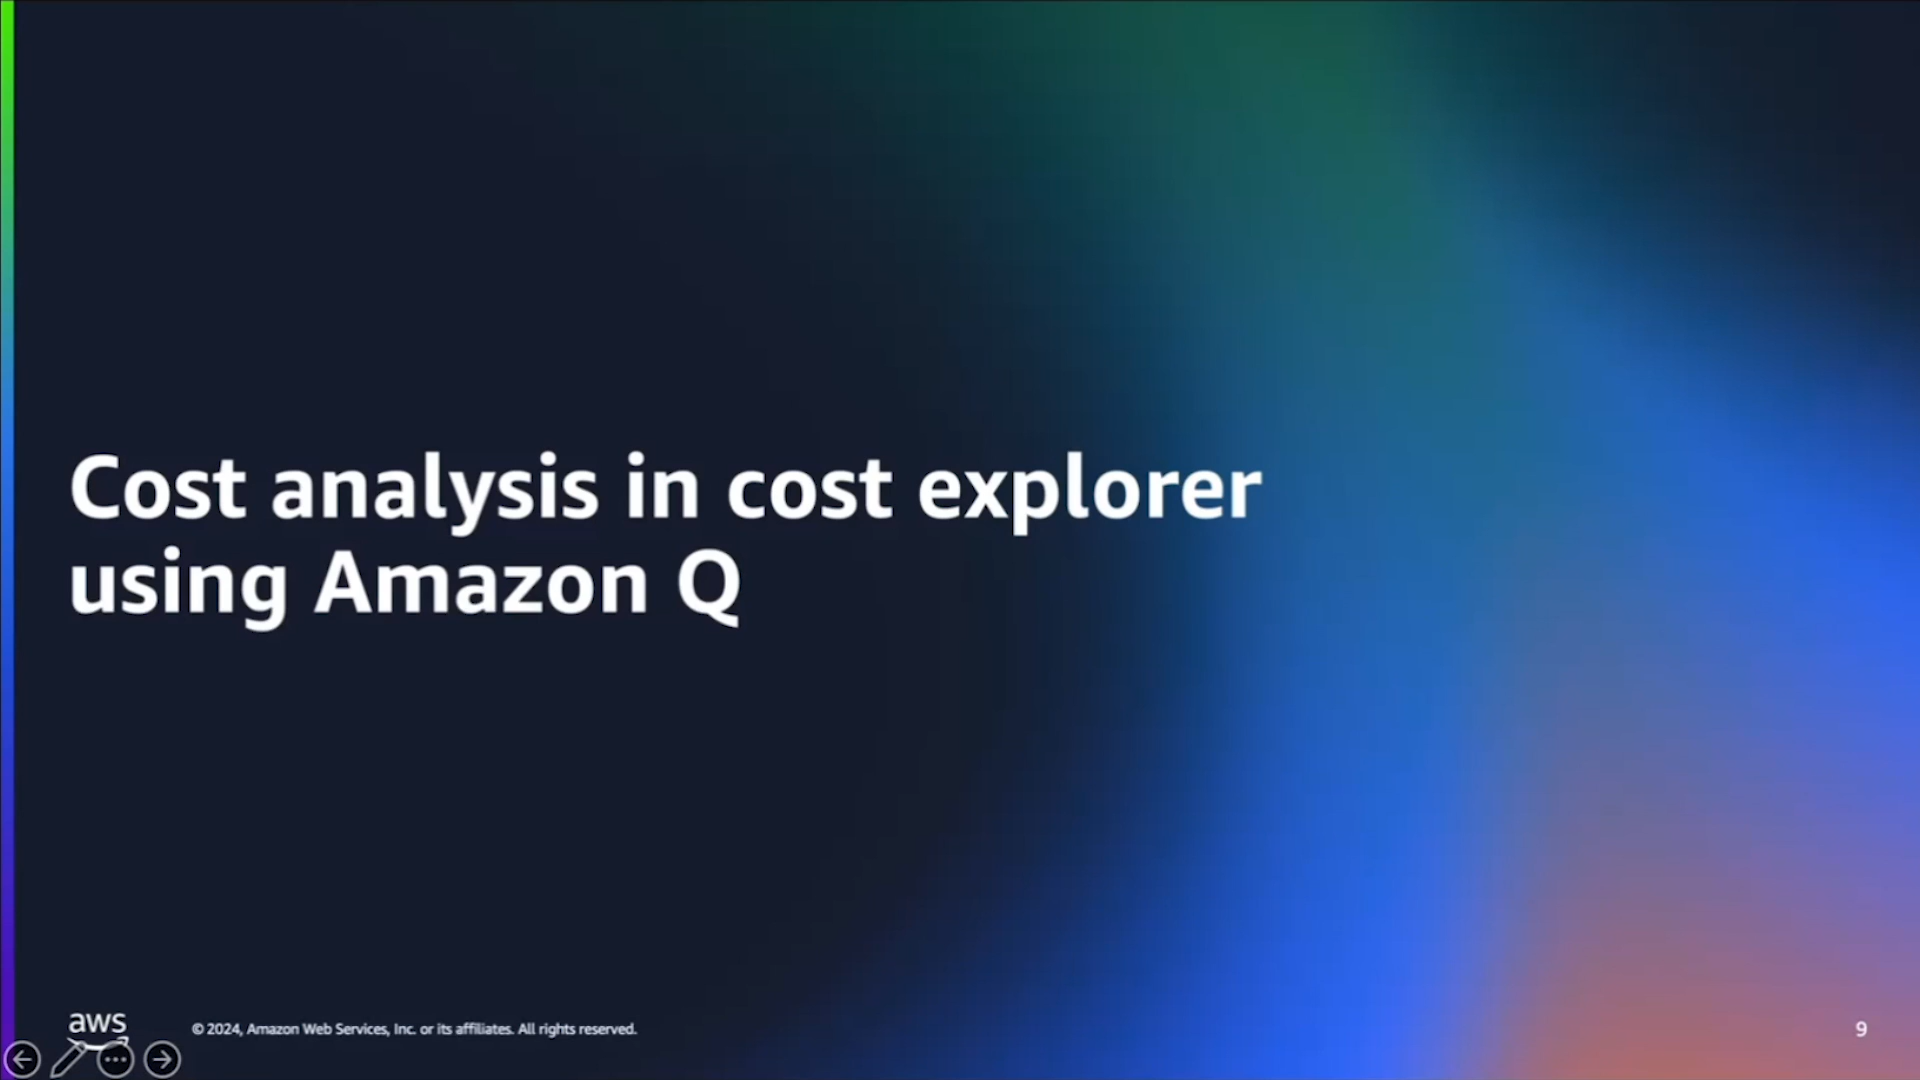 Cost analysis in cost explorer
using Amazon Q
aws
© 2024, Amazon Web Services, Inc. or its affiliates. All rights reserved.
9